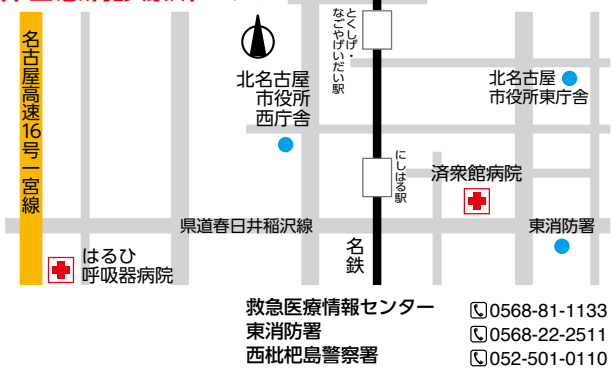 名古屋高速16号一宮線
とくしげ・
なごやげいだい駅
北名古屋
市役所
西庁舎
北名古屋
市役所東庁舎
にしはる駅
済衆館病院
県道春日井稲沢線
東消防署
名鉄
はるひ
呼吸器病院
救急医療情報センター 0568-81-1133
東消防署 0568-22-2511
西枇杷島警察署 052-501-0110